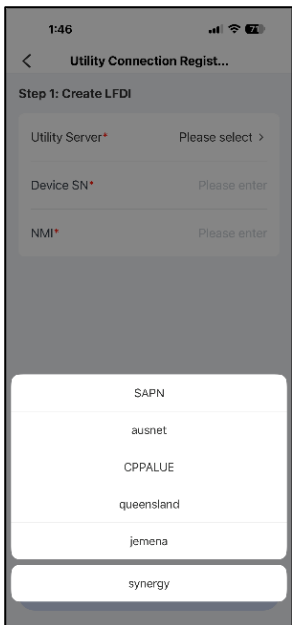 1:46 71
Utility Connection Regist...
Step 1: Create LFDI
Utility Server* Please select >
Device SN* Please enter
NMI* Please enter
SAPN
ausnet
CPPALUE
queensland
jemena
synergy